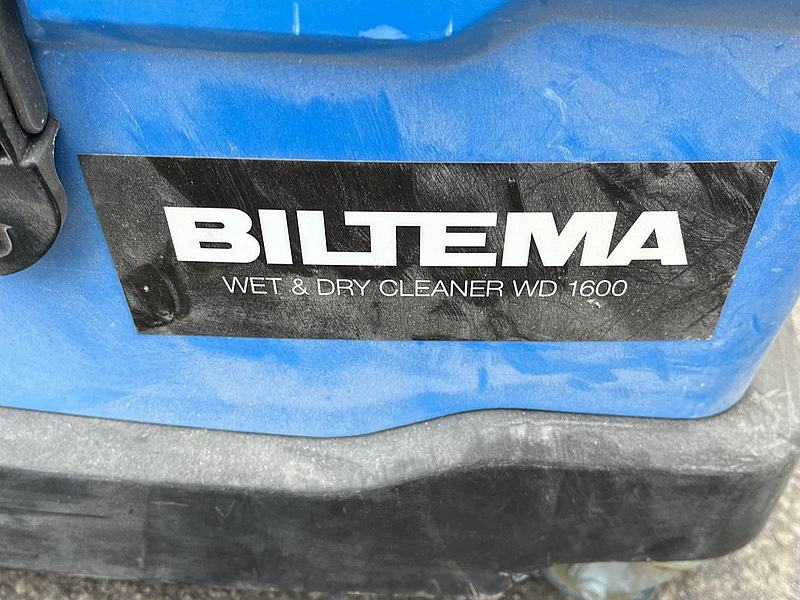 BILTEMA
WET & DRY CLEANER WD 1600